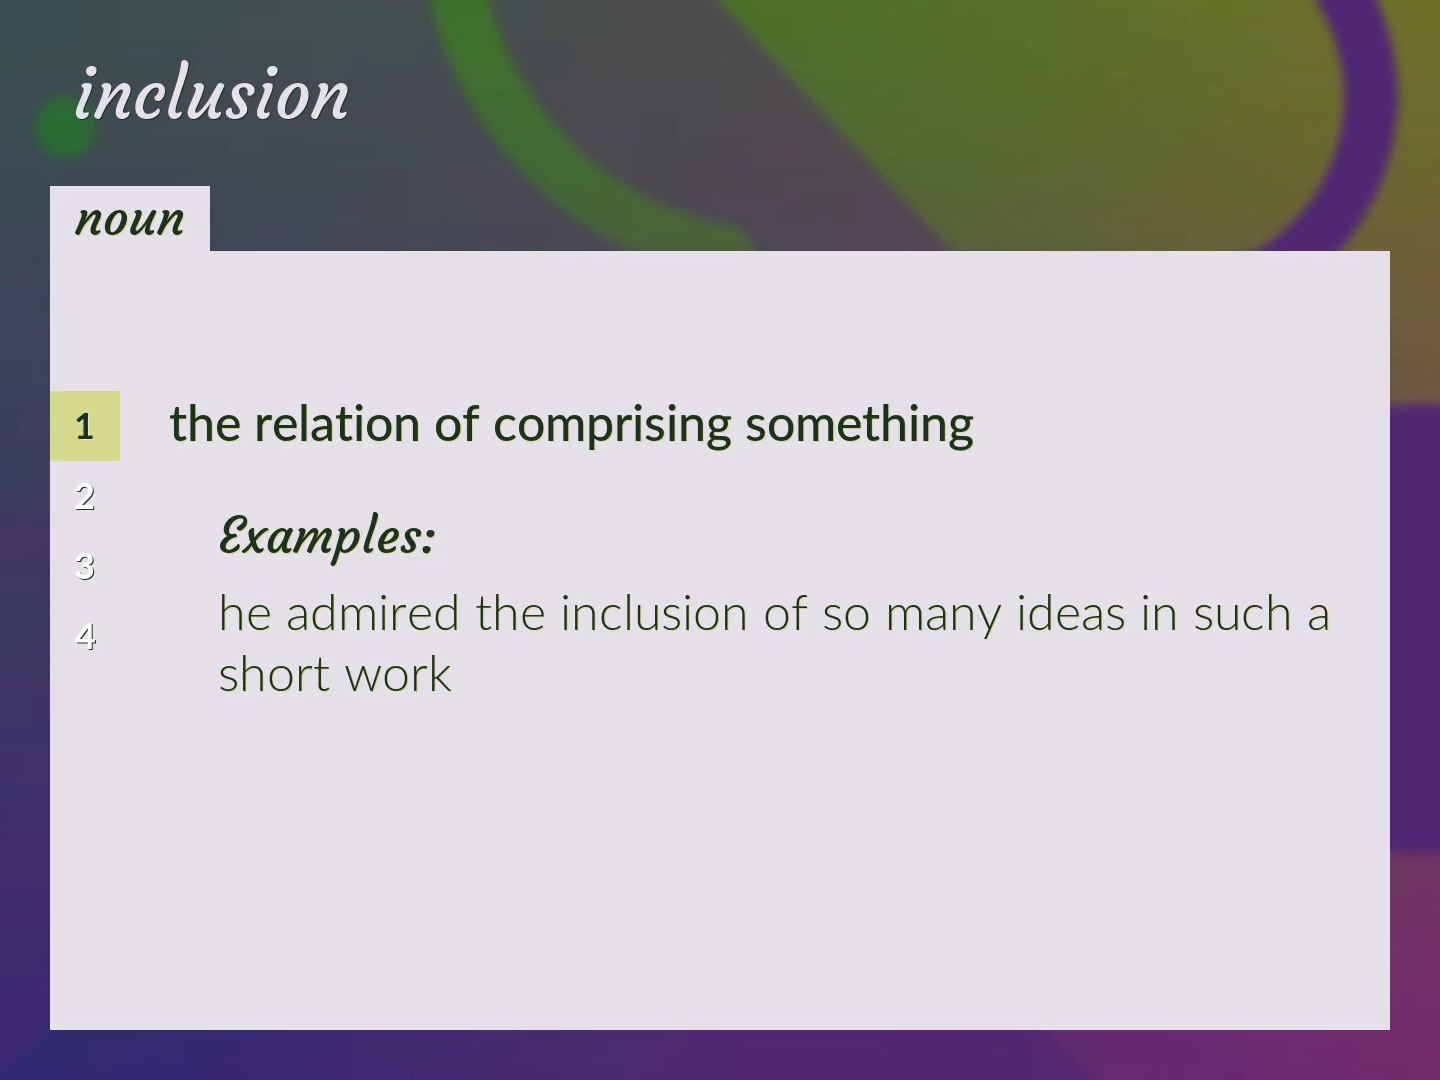 inclusion
noun
1
the relation of comprising something
2
Examples:
3
he admired the inclusion of so many ideas in such a
4
short work